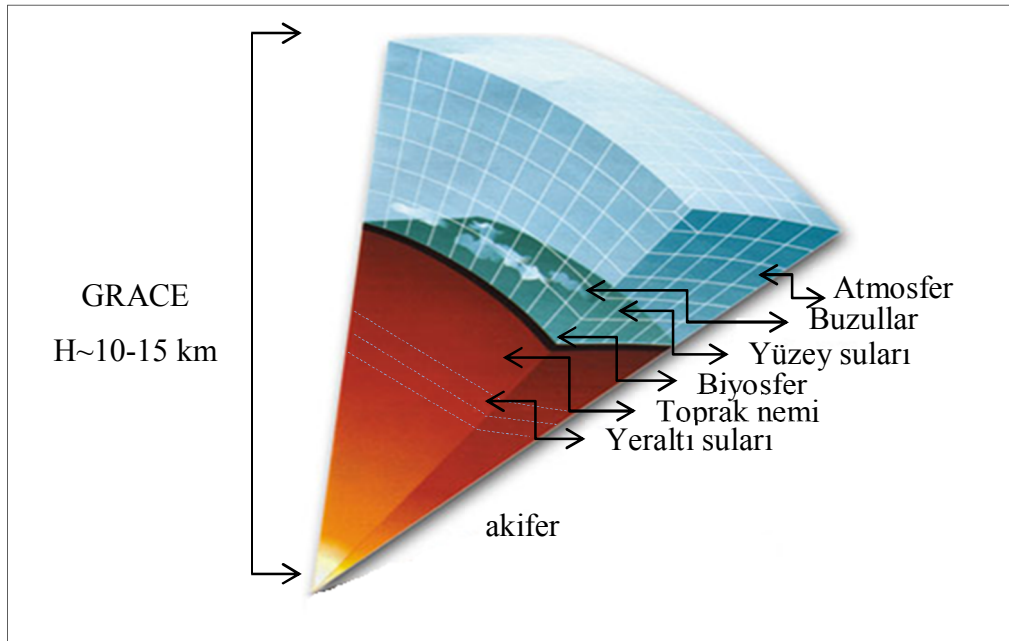 GRACE
H~10-15 km
Atmosfer
Buzullar
Yüzey suları
Biyosfer
Toprak nemi
Yeraltı suları
akifer